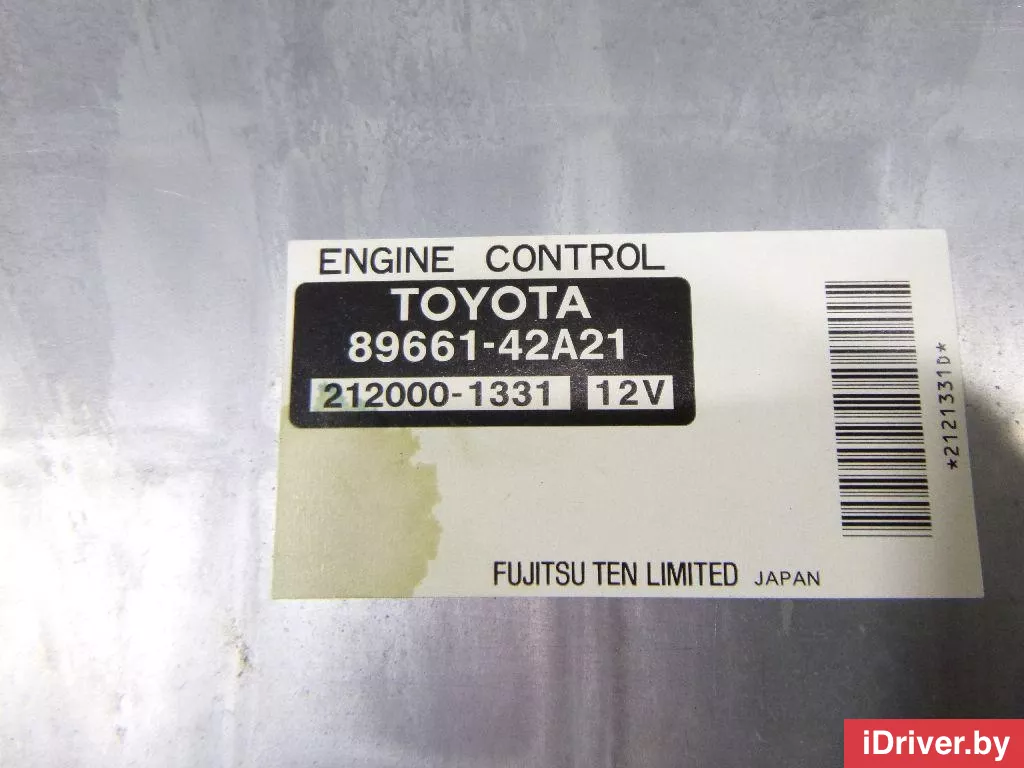 ENGINE CONTROL
TOYOTA
89661-42A21
212000-1331 12V
*2121331D*
FUJITSU TEN LIMITED JAPAN
iDriver.by